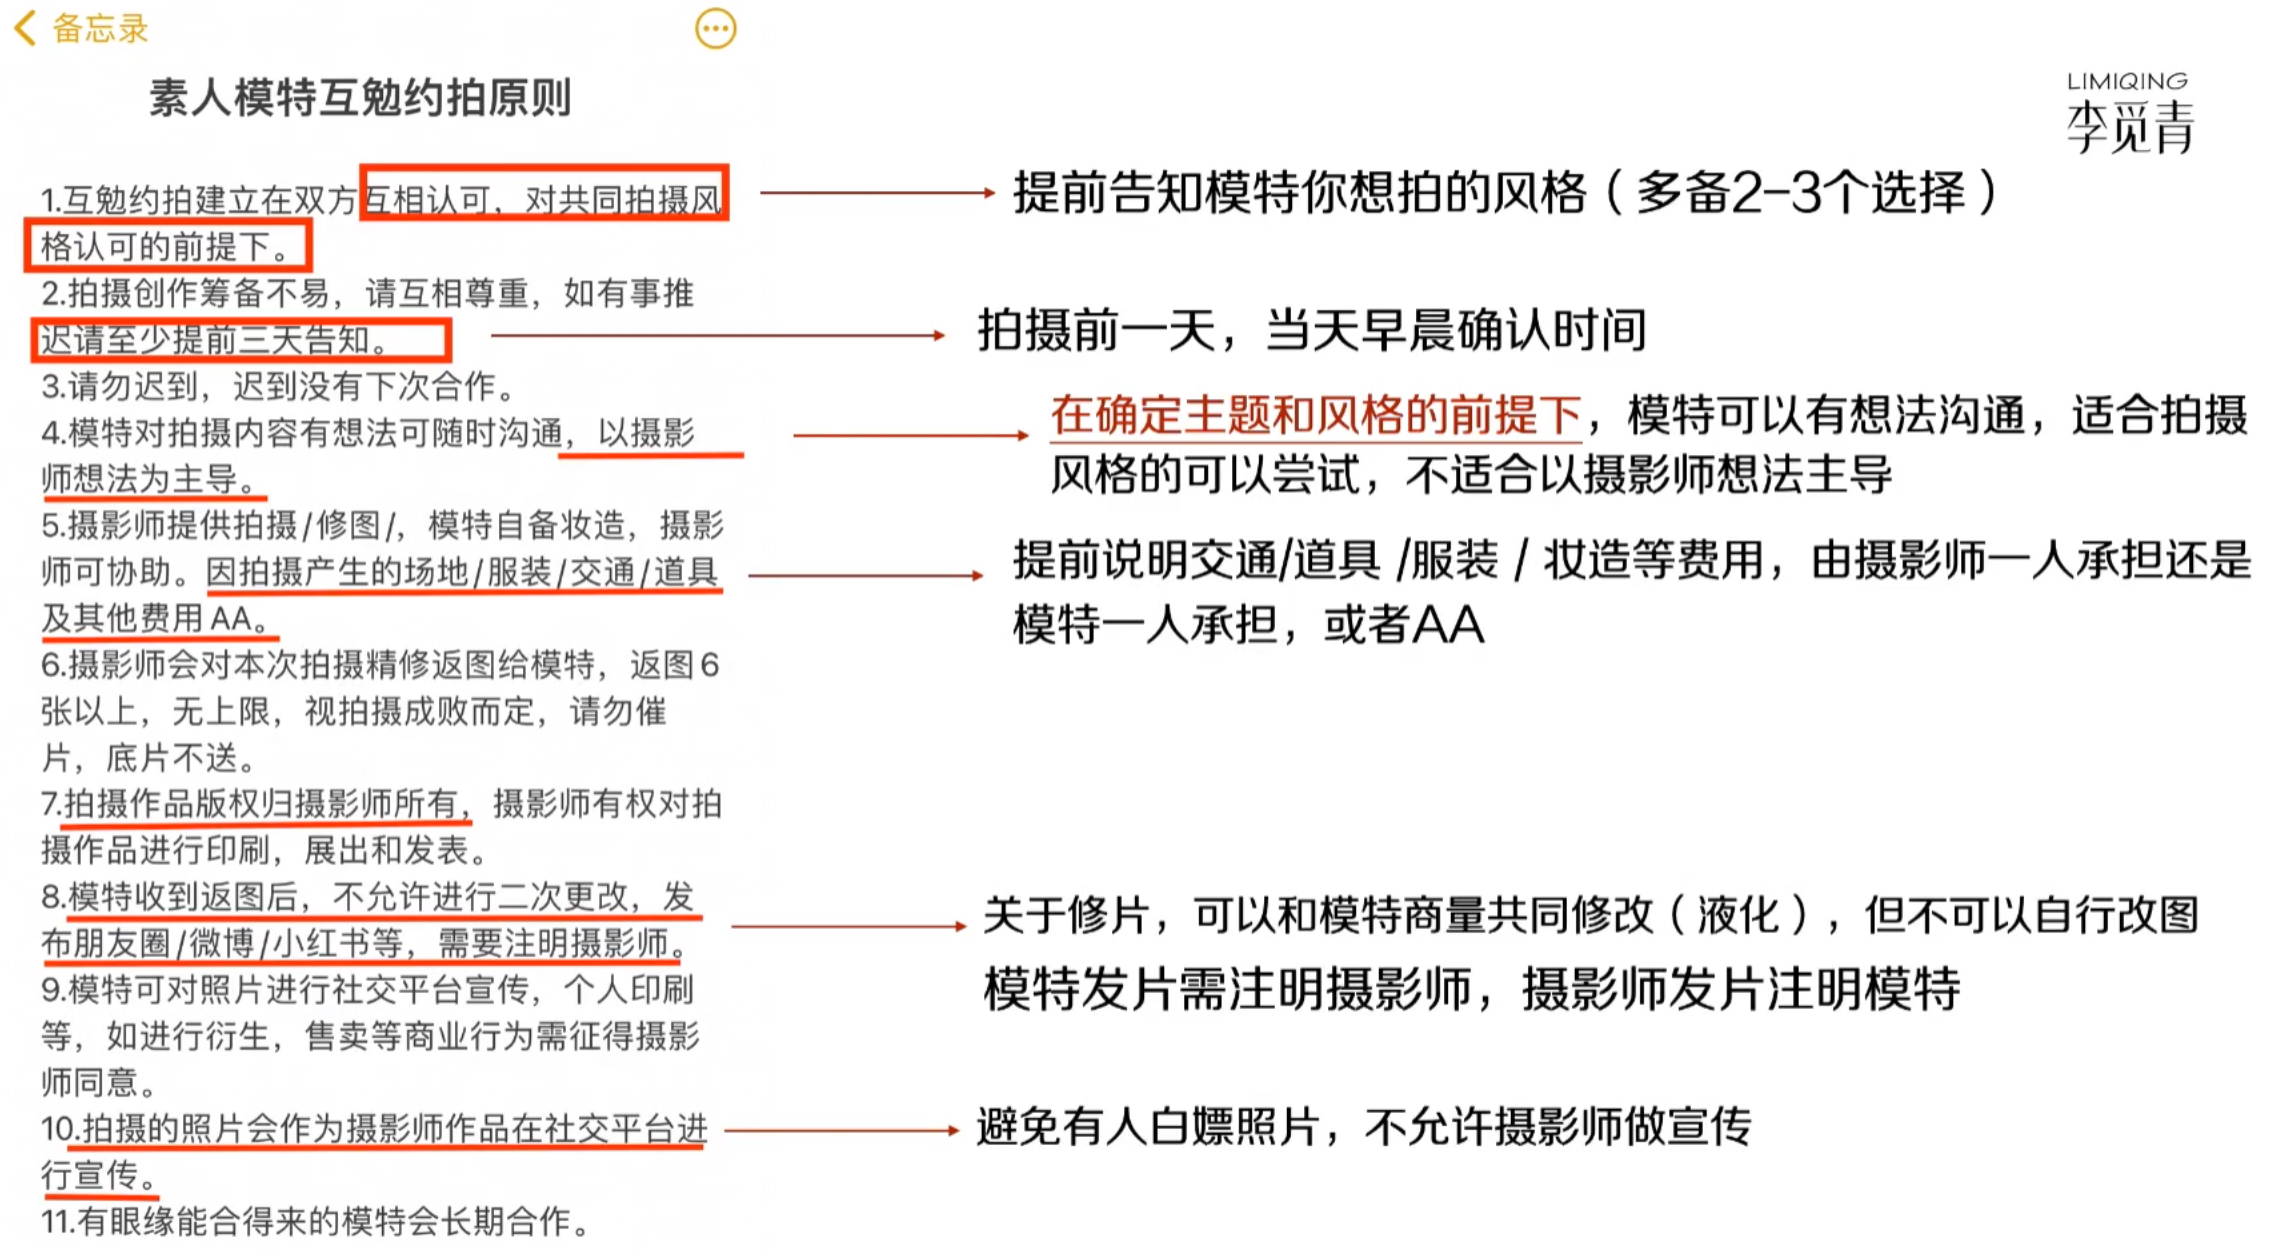 备忘录
素人模特互勉约拍原则
LIMIQING
李觅青
1.互勉约拍建立在双方互相认可，对共同拍摄风
格认可的前提下。
提前告知模特你想拍的风格（多备2-3个选择）
2.拍摄创作筹备不易，请互相尊重，如有事推
迟请至少提前三天告知。
拍摄前一天，当天早晨确认时间
3.请勿迟到，迟到没有下次合作。
4.模特对拍摄内容有想法可随时沟通，以摄影
师想法为主导。
在确定主题和风格的前提下，模特可以有想法沟通，适合拍摄
风格的可以尝试，不适合以摄影师想法主导
5.摄影师提供拍摄/修图/，模特自备妆造，摄影
师可协助。因拍摄产生的场地/服装/交通/道具
及其他费用AA。
提前说明交通/道具 /服装 / 妆造等费用，由摄影师一人承担还是
模特一人承担，或者AA
6.摄影师会对本次拍摄精修返图给模特，返图6
张以上，无上限，视拍摄成败而定，请勿催
片，底片不送。
7.拍摄作品版权归摄影师所有，摄影师有权对拍
摄作品进行印刷，展出和发表。
8.模特收到返图后，不允许进行二次更改，发
布朋友圈/微博/小红书等，需要注明摄影师。
关于修片，可以和模特商量共同修改（液化），但不可以自行改图
模特发片需注明摄影师，摄影师发片注明模特
9.模特可对照片进行社交平台宣传，个人印刷
等，如进行衍生，售卖等商业行为需征得摄影
师同意。
10.拍摄的照片会作为摄影师作品在社交平台进
行宣传。
避免有人白嫖照片，不允许摄影师做宣传
11.有眼缘能合得来的模特会长期合作。